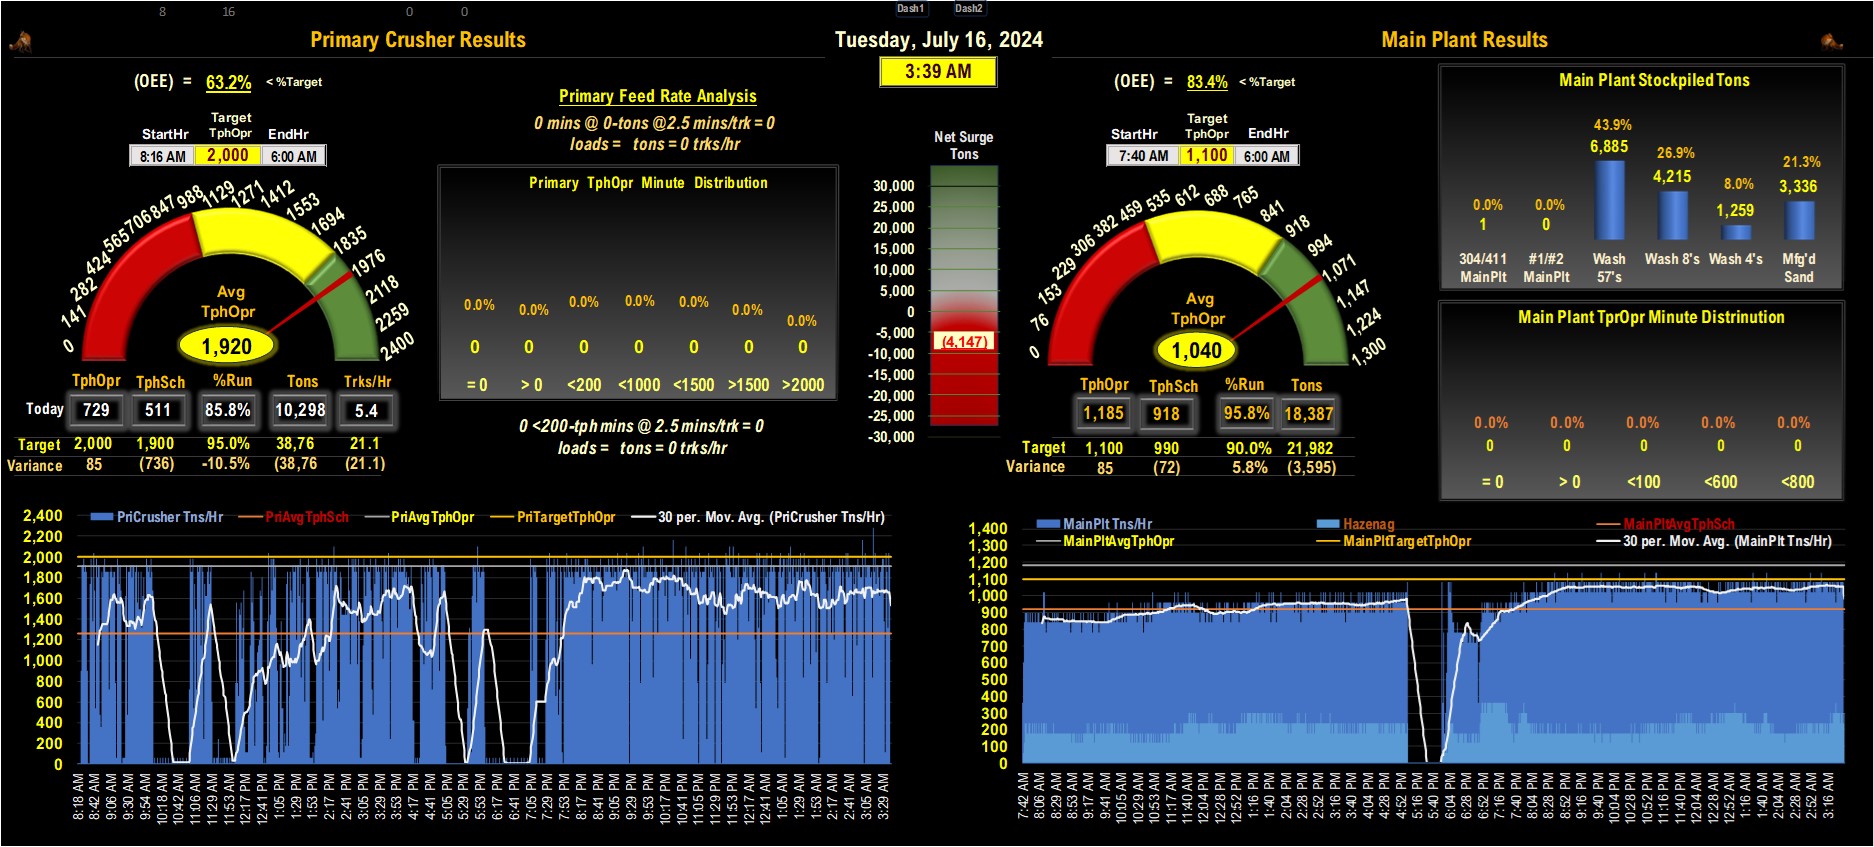 8 16 0 0 Dash1 Dash2
Primary Crusher Results
Tuesday, July 16, 2024
Main Plant Results
3:39 AM
(OEE) = 63.2% < %Target
Primary Feed Rate Analysis
0 mins @ 0-tons @2.5 mins/trk = 0
loads = tons = 0 trks/hr
Target
StartHr TphOpr EndHr
8:16 AM 2,000 6:00 AM
0 141 282 424 565 706 847 988 1129 1271 1412 1553 1694 1835 1976 2118 2259 2400
Avg
TphOpr
1,920
TphOpr TphSch %Run Tons Trks/Hr
Today 729 511 85.8% 10,298 5.4
Target 2,000 1,900 95.0% 38,76 21.1
Variance 85 (736) -10.5% (38,76 (21.1)
Primary TphOpr Minute Distribution
0.0% 0.0% 0.0% 0.0% 0.0% 0.0% 0.0%
0 0 0 0 0 0 0
= 0 > 0 <200 <1000 <1500 >1500 >2000
0 <200-tph mins @ 2.5 mins/trk = 0
loads = tons = 0 trks/hr
Net Surge
Tons
30,000
25,000
20,000
15,000
10,000
5,000
0
-5,000
(4,147)
-10,000
-15,000
-20,000
-25,000
-30,000
(OEE) = 83.4% < %Target
Target
StartHr TphOpr EndHr
7:40 AM 1,100 6:00 AM
0 76 153 229 306 382 459 535 612 688 765 841 918 994 1,071 1,147 1,224 1,300
Avg
TphOpr
1,040
TphOpr TphSch %Run Tons
1,185 918 95.8% 18,387
Target 1,100 990 90.0% 21,982
Variance 85 (72) 5.8% (3,595)
Main Plant Stockpiled Tons
0.0% 0.0% 43.9% 26.9% 8.0% 21.3%
1 0 6,885 4,215 1,259 3,336
304/411 #1/#2 Wash Wash 8's Wash 4's Mfg'd
MainPlt MainPlt 57's Sand
Main Plant TprOpr Minute Distrinution
0.0% 0.0% 0.0% 0.0% 0.0%
0 0 0 0 0
= 0 > 0 <100 <600 <800
PriCrusher Tns/Hr PriAvgTphSch PriAvgTphOpr PriTargetTphOpr 30 per. Mov. Avg. (PriCrusher Tns/Hr)
2,400
2,200
2,000
1,800
1,600
1,400
1,200
1,000
800
600
400
200
0
8:18 AM 8:42 AM 9:06 AM 9:30 AM 9:54 AM 10:18 AM 10:42 AM 11:06 AM 11:29 AM 11:53 AM 12:17 PM 12:41 PM 1:05 PM 1:29 PM 1:53 PM 2:17 PM 2:41 PM 3:05 PM 3:29 PM 3:53 PM 4:17 PM 4:41 PM 5:05 PM 5:29 PM 5:53 PM 6:17 PM 6:41 PM 7:05 PM 7:29 PM 7:53 PM 8:17 PM 8:41 PM 9:05 PM 9:29 PM 9:53 PM 10:17 PM 10:41 PM 11:05 PM 11:29 PM 11:53 PM 12:17 AM 12:41 AM 1:05 AM 1:29 AM 1:53 AM 2:17 AM 2:41 AM 3:05 AM 3:29 AM
MainPlt Tns/Hr Hazenag MainPltAvgTphSch
MainPltAvgTphOpr MainPltTargetTphOpr 30 per. Mov. Avg. (MainPlt Tns/Hr)
1,400
1,300
1,200
1,100
1,000
900
800
700
600
500
400
300
200
100
0
7:42 AM 8:06 AM 8:30 AM 8:53 AM 9:17 AM 9:41 AM 10:05 AM 10:29 AM 10:53 AM 11:17 AM 11:40 AM 12:04 PM 12:28 PM 12:52 PM 1:16 PM 1:40 PM 2:04 PM 2:28 PM 2:52 PM 3:16 PM 3:40 PM 4:04 PM 4:28 PM 4:52 PM 5:16 PM 5:40 PM 6:04 PM 6:28 PM 6:52 PM 7:16 PM 7:40 PM 8:04 PM 8:28 PM 8:52 PM 9:16 PM 9:40 PM 10:04 PM 10:28 PM 10:52 PM 11:16 PM 11:40 PM 12:04 AM 12:28 AM 12:52 AM 1:16 AM 1:40 AM 2:04 AM 2:28 AM 2:52 AM 3:16 AM